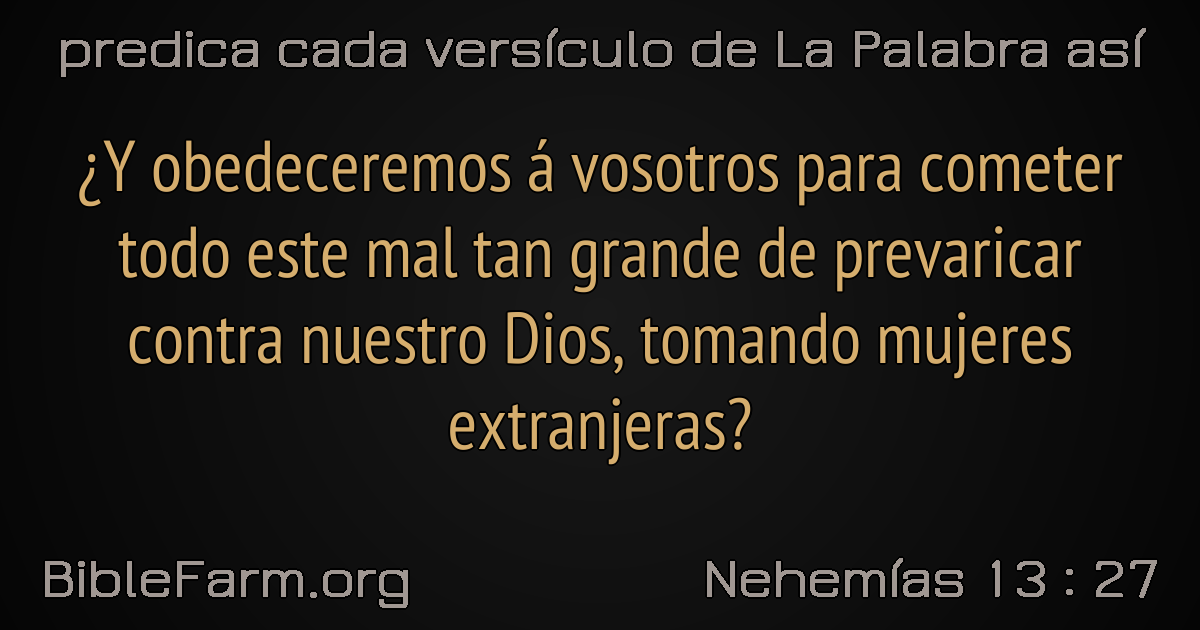 predica cada versículo de La Palabra así
¿Y obedeceremos á vosotros para cometer
todo este mal tan grande de prevaricar
contra nuestro Dios, tomando mujeres
extranjeras?
BibleFarm.org
Nehemías 13 : 27